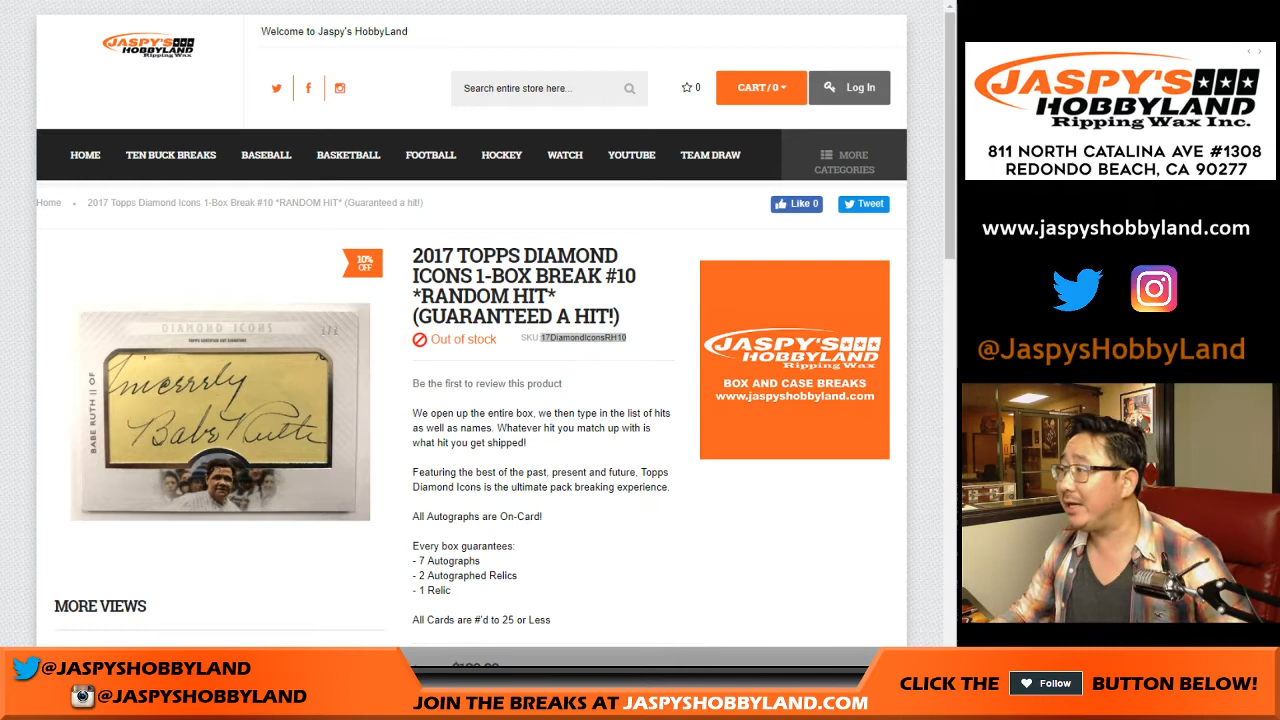 JASPY'S
HOBBYLAND
Ripping Wax
Welcome to Jaspy's HobbyLand
Search entire store here...
0
CART / 0
Log In
HOME TEN BUCK BREAKS BASEBALL BASKETBALL FOOTBALL HOCKEY WATCH YOUTUBE TEAM DRAW MORE CATEGORIES
Home 2017 Topps Diamond Icons 1-Box Break #10 *RANDOM HIT* (Guaranteed a hit!)
Like 0
Tweet
10%
OFF
DIAMOND ICONS
1/1
BABE RUTH || OF
Sincerely
Babe Ruth
MORE VIEWS
2017 TOPPS DIAMOND
ICONS 1-BOX BREAK #10
*RANDOM HIT*
(GUARANTEED A HIT!)
Out of stock
SKU:17DiamondIconsRH10
Be the first to review this product
We open up the entire box, we then type in the list of hits
as well as names. Whatever hit you match up with is
what hit you get shipped!
Featuring the best of the past, present and future, Topps
Diamond Icons is the ultimate pack breaking experience.
All Autographs are On-Card!
Every box guarantees:
- 7 Autographs
- 2 Autographed Relics
- 1 Relic
All Cards are #'d to 25 or Less
JASPY'S
HOBBYLAND
Ripping Wax
BOX AND CASE BREAKS
www.jaspyshobbyland.com
JASPY'S
HOBBYLAND
Ripping Wax Inc.
811 NORTH CATALINA AVE #1308
REDONDO BEACH, CA 90277
www.jaspyshobbyland.com
@JaspysHobbyLand
@JASPYSHOBBYLAND
@JASPYSHOBBYLAND
JOIN THE BREAKS AT JASPYSHOBBYLAND.COM
CLICK THE Follow BUTTON BELOW!